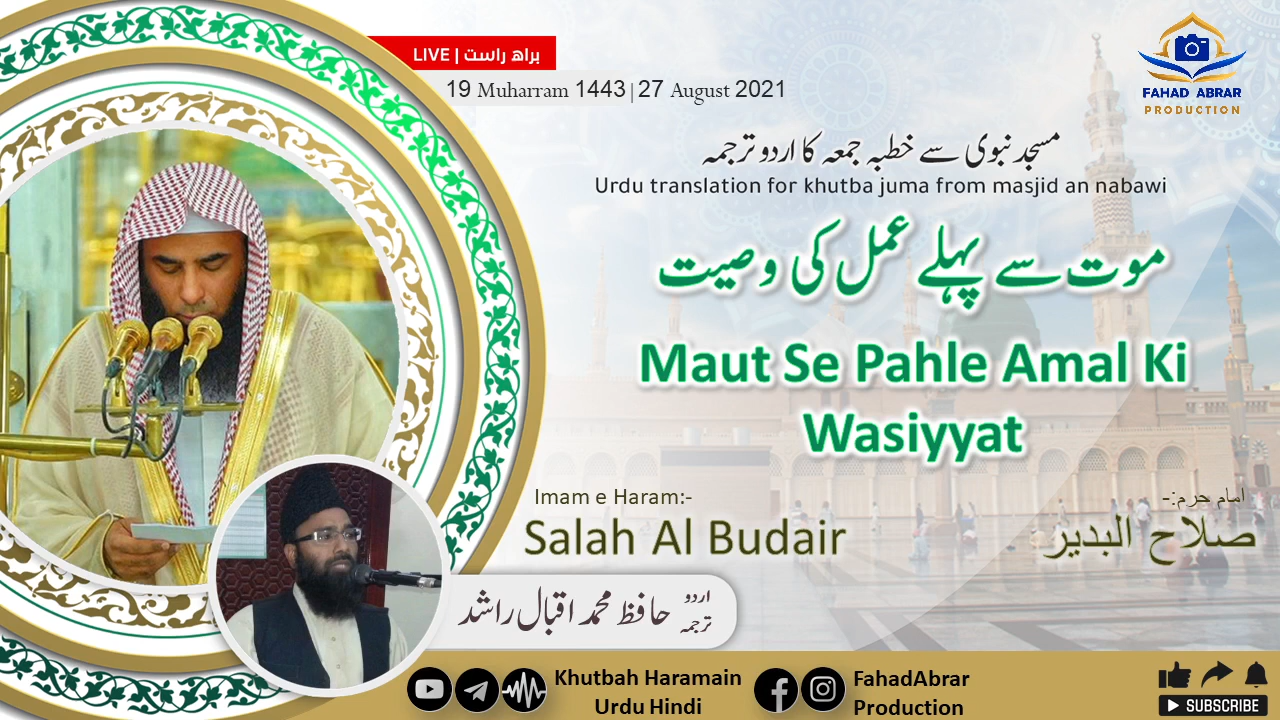 LIVE | براہ راست
19 Muharram 1443 | 27 August 2021
FAHAD ABRAR
PRODUCTION
مسجد نبوی سے خطبہ جمعہ کا اردو ترجمہ
Urdu translation for khutba juma from masjid an nabawi
موت سے پہلے عمل کی وصیت
Maut Se Pahle Amal Ki
Wasiyyat
Imam e Haram:-
امام حرم:-
Salah Al Budair
صلاح البدير
اردو
ترجمہ
حافظ محمد اقبال راشد
Khutbah Haramain
Urdu Hindi
FahadAbrar
Production
SUBSCRIBE